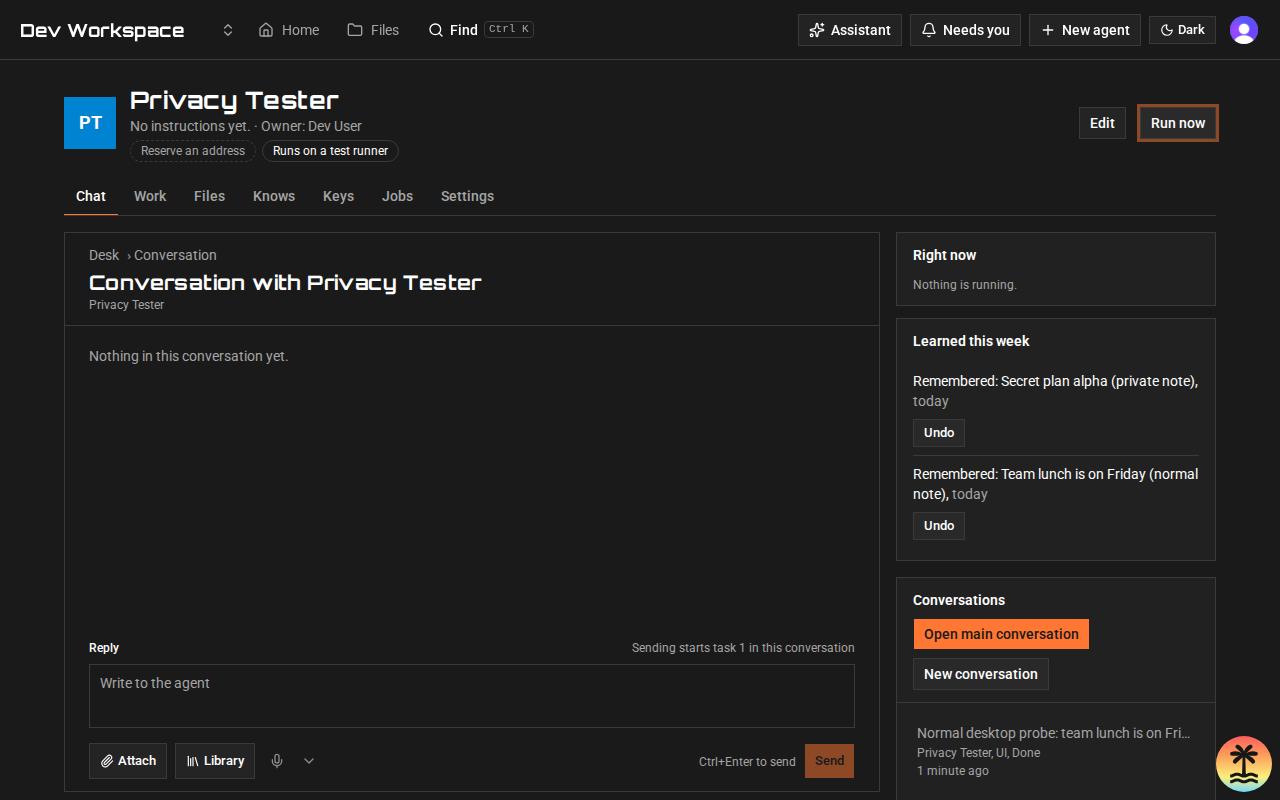 Dev Workspace
Home
Files
Find Ctrl K
Assistant
Needs you
New agent
Dark
PT
Privacy Tester
No instructions yet. · Owner: Dev User
Reserve an address
Runs on a test runner
Edit
Run now
Chat
Work
Files
Knows
Keys
Jobs
Settings
Desk › Conversation
Conversation with Privacy Tester
Privacy Tester
Nothing in this conversation yet.
Reply
Sending starts task 1 in this conversation
Write to the agent
Attach
Library
Ctrl+Enter to send
Send
Right now
Nothing is running.
Learned this week
Remembered: Secret plan alpha (private note),
today
Undo
Remembered: Team lunch is on Friday (normal
note), today
Undo
Conversations
Open main conversation
New conversation
Normal desktop probe: team lunch is on Fri...
Privacy Tester, UI, Done
1 minute ago